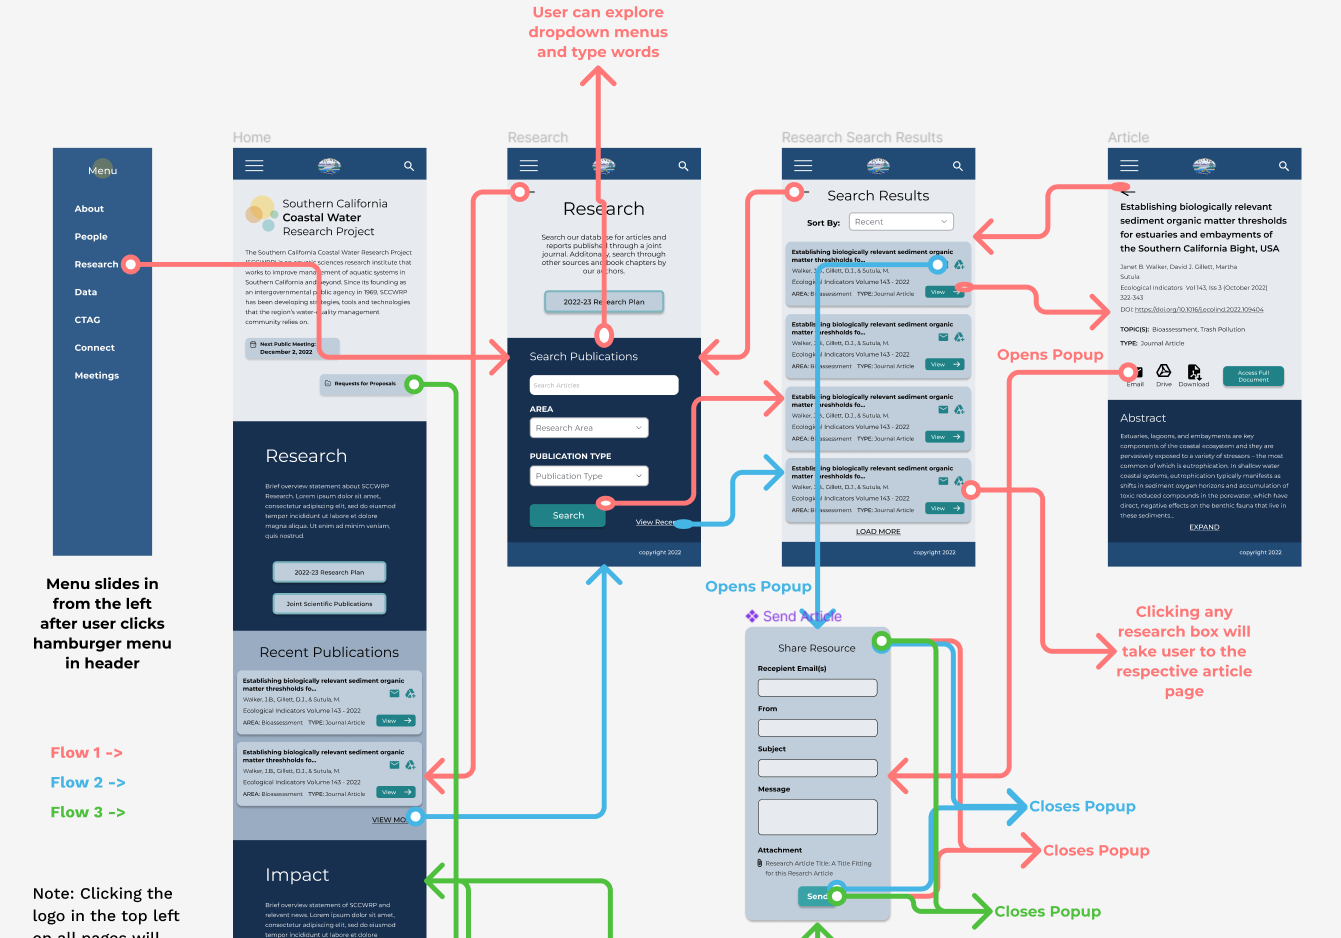 User can explore
dropdown menus
and type words
Home
Research
Research Search Results
Article
Menu
About
People
Research
Data
CTAG
Connect
Meetings
Menu slides in
from the left
after user clicks
hamburger menu
in header
Flow 1 ->
Flow 2 ->
Flow 3 ->
Note: Clicking the
logo in the top left
on all pages will
Southern California
Coastal Water
Research Project
The Southern California Coastal Water Research Project
(SCCWRP) is an aquatic sciences research institute that
works to improve management of aquatic systems in
Southern California and beyond. Since its founding as
an intergovernmental public agency in 1969, SCCWRP
has been developing strategies, tools and technologies
that the region's water-quality management
community relies on.
Next Public Meeting:
December 2, 2022
Requests for Proposals
Research
Brief overview statement about SCCWRP
Research. Lorem ipsum dolor sit amet,
consectetur adipiscing elit, sed do eiusmod
tempor incididunt ut labore et dolore
magna aliqua. Ut enim ad minim veniam,
quis nostrud.
2022-23 Research Plan
Joint Scientific Publications
Recent Publications
Establishing biologically relevant sediment organic
matter threshholds fo...
Walker, J.B., Gillett, D.J., & Sutula, M.
Ecological Indicators Volume 143 - 2022
AREA: Bioassessment TYPE: Journal Article
View
Establishing biologically relevant sediment organic
matter threshholds fo...
Walker, J.B., Gillett, D.J., & Sutula, M.
Ecological Indicators Volume 143 - 2022
AREA: Bioassessment TYPE: Journal Article
View
VIEW MO
Impact
Brief overview statement of SCCWRP and
relevant news. Lorem ipsum dolor sit amet,
consectetur adipiscing elit, sed do eiusmod
tempor incididunt ut labore et dolore
Research
Search our database for articles and
reports published through a joint
journal. Additonaly, search through
other sources and book chapters by
our authors.
2022-23 Research Plan
Search Publications
Search Articles
AREA
Research Area
PUBLICATION TYPE
Publication Type
Search
View Recen
copyright 2022
Search Results
Sort By:
Recent
Establishing biologically relevant sediment organic
matter threshholds fo...
Walker, J.B., Gillett, D.J., & Sutula, M.
Ecological Indicators Volume 143 - 2022
AREA: Bioassessment TYPE: Journal Article
View
Establishing biologically relevant sediment organic
matter threshholds fo...
Walker, J.B., Gillett, D.J., & Sutula, M.
Ecological Indicators Volume 143 - 2022
AREA: Bioassessment TYPE: Journal Article
View
Establishing biologically relevant sediment organic
matter threshholds fo...
Walker, J.B., Gillett, D.J., & Sutula, M.
Ecological Indicators Volume 143 - 2022
AREA: Bioassessment TYPE: Journal Article
View
Establishing biologically relevant sediment organic
matter threshholds fo...
Walker, J.B., Gillett, D.J., & Sutula, M.
Ecological Indicators Volume 143 - 2022
AREA: Bioassessment TYPE: Journal Article
View
LOAD MORE
copyright 2022
Opens Popup
Send Article
Share Resource
Recepient Email(s)
From
Subject
Message
Attachment
Research Article Title: A Title Fitting
for this Resarch Article
Send
Opens Popup
Establishing biologically relevant
sediment organic matter thresholds
for estuaries and embayments of
the Southern California Bight, USA
Janet B. Walker, David J. Gillett, Martha
Sutula
Ecological Indicators Vol 143, Iss 3 (October 2022)
322-343
DOI: https://doi.org/10.1016/j.ecolind.2022.109404
TOPIC(S): Bioassessment, Trash Pollution
TYPE: Journal Article
Email
Drive
Download
Access Full
Document
Abstract
Estuaries, lagoons, and embayments are key
components of the coastal ecosystem and they are
pervasively exposed to a variety of stressors – the most
common of which is eutrophication. In shallow water
coastal systems, eutrophication typically manifests as
shifts in sediment oxygen horizons and accumulation of
toxic reduced compounds in the porewater, which have
direct, negative effects on the benthic fauna that live in
these sediments...
EXPAND
copyright 2022
Clicking any
research box will
take user to the
respective article
page
Closes Popup
Closes Popup
Closes Popup